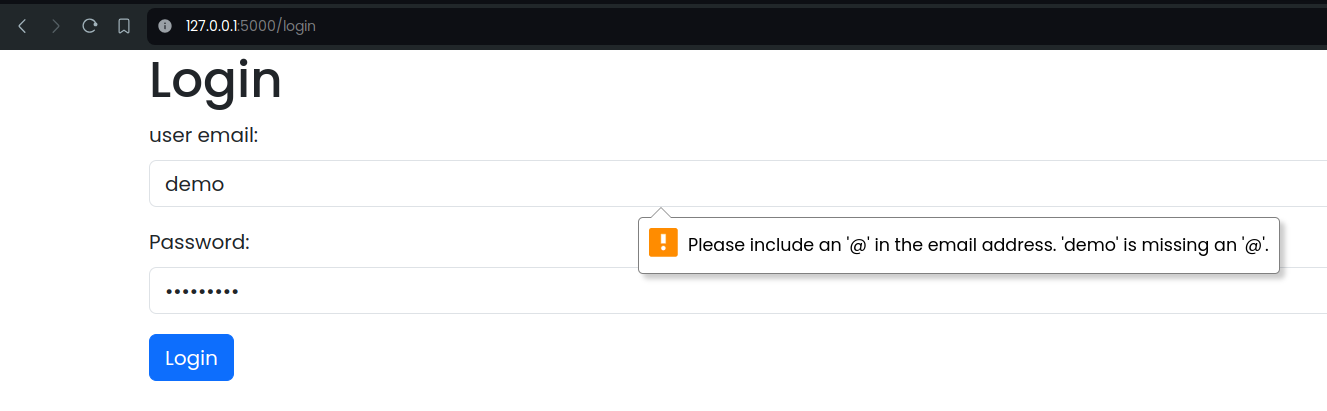 127.0.0.1:5000/login
Login
user email:
demo
Please include an '@' in the email address. 'demo' is missing an '@'.
Password:
•••••••••
Login